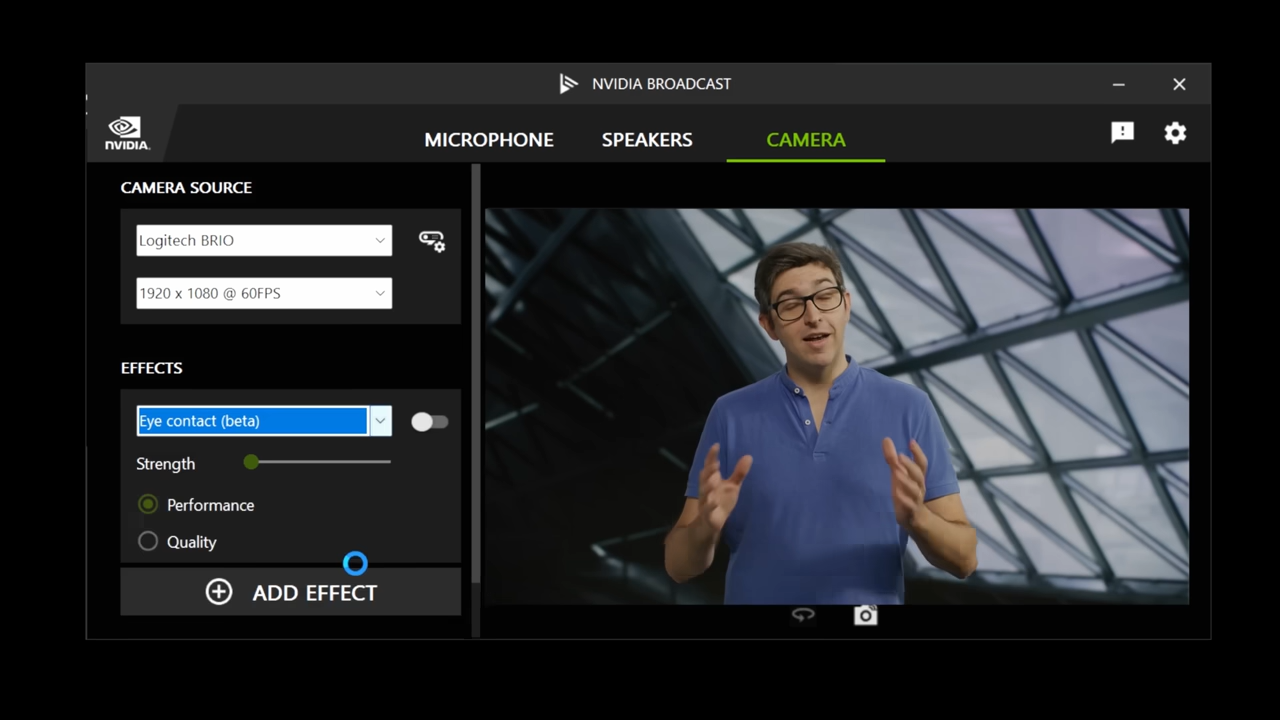 NVIDIA BROADCAST
NVIDIA.
MICROPHONE
SPEAKERS
CAMERA
CAMERA SOURCE
Logitech BRIO
1920 x 1080 @ 60FPS
EFFECTS
Eye contact (beta)
Strength
Performance
Quality
ADD EFFECT